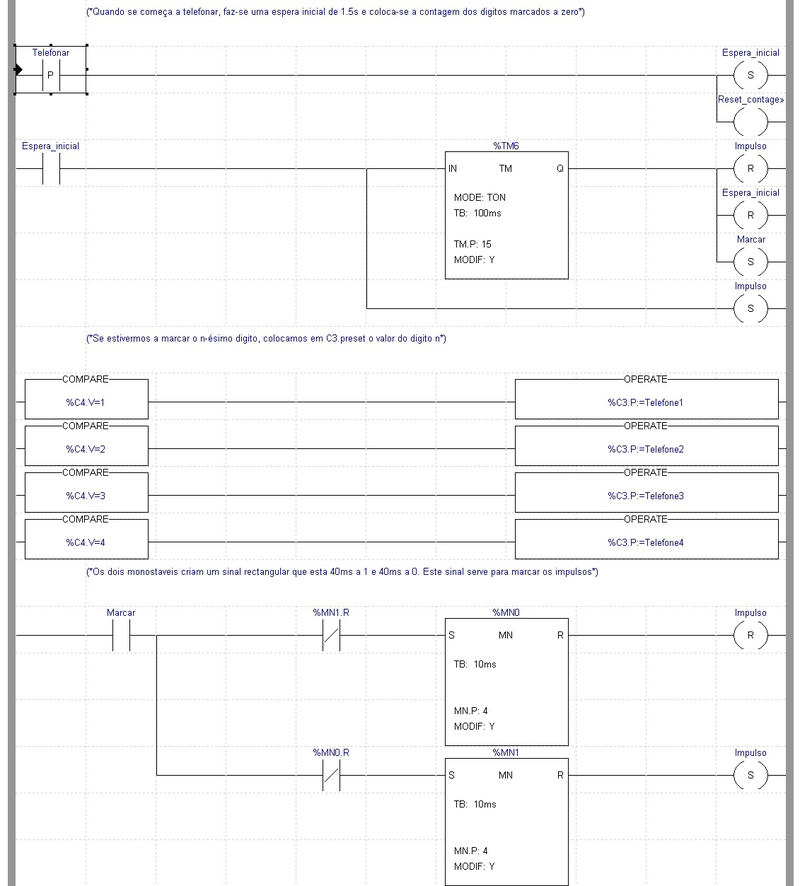 (*Quando se começa a telefonar, faz-se uma espera inicial de 1.5s e coloca-se a contagem dos digitos marcados a zero*)
Telefonar
P
Espera_inicial
S
Reset_contage»
Espera_inicial
%TM6
Impulso
IN TM Q
R
MODE: TON
TB: 100ms
Espera_inicial
R
TM.P: 15
MODIF: Y
Marcar
S
Impulso
S
(*Se estivermos a marcar o n-ésimo digito, colocamos em C3.preset o valor do digito n*)
COMPARE OPERATE
%C4.V=1 %C3.P:=Telefone1
COMPARE OPERATE
%C4.V=2 %C3.P:=Telefone2
COMPARE OPERATE
%C4.V=3 %C3.P:=Telefone3
COMPARE OPERATE
%C4.V=4 %C3.P:=Telefone4
(*Os dois monostaveis criam um sinal rectangular que esta 40ms a 1 e 40ms a 0. Este sinal serve para marcar os impulsos*)
Marcar %MN1.R %MN0 Impulso
S MN R R
TB: 10ms
MN.P: 4
MODIF: Y
%MN0.R %MN1 Impulso
S MN R S
TB: 10ms
MN.P: 4
MODIF: Y